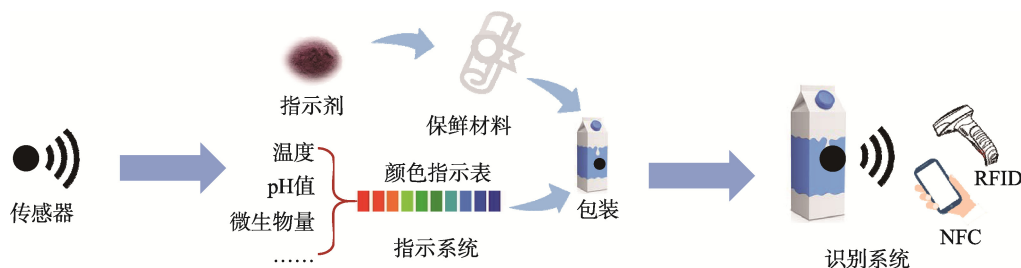 指示剂
保鲜材料
温度
pH值
微生物量
……
颜色指示表
指示系统
传感器
包装
识别系统
RFID
NFC